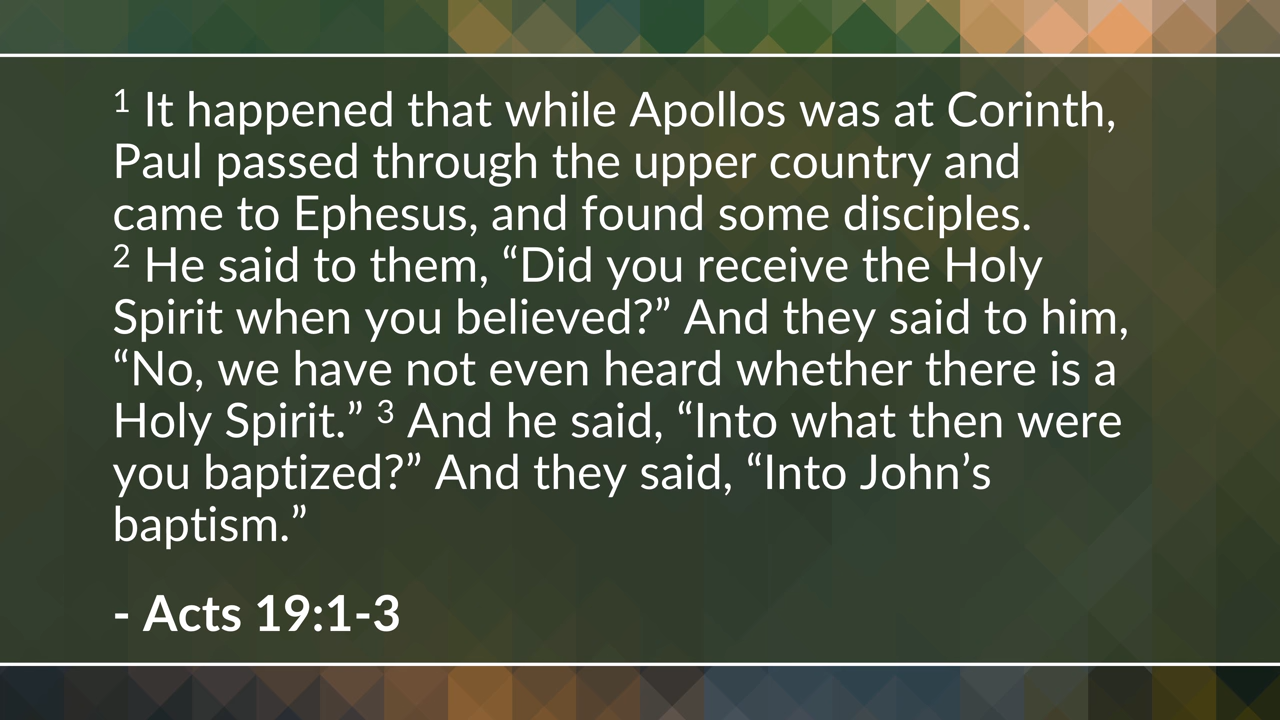 1 It happened that while Apollos was at Corinth,
Paul passed through the upper country and
came to Ephesus, and found some disciples.
2 He said to them, “Did you receive the Holy
Spirit when you believed?” And they said to him,
“No, we have not even heard whether there is a
Holy Spirit.” 3 And he said, “Into what then were
you baptized?” And they said, “Into John’s
baptism.”
- Acts 19:1-3